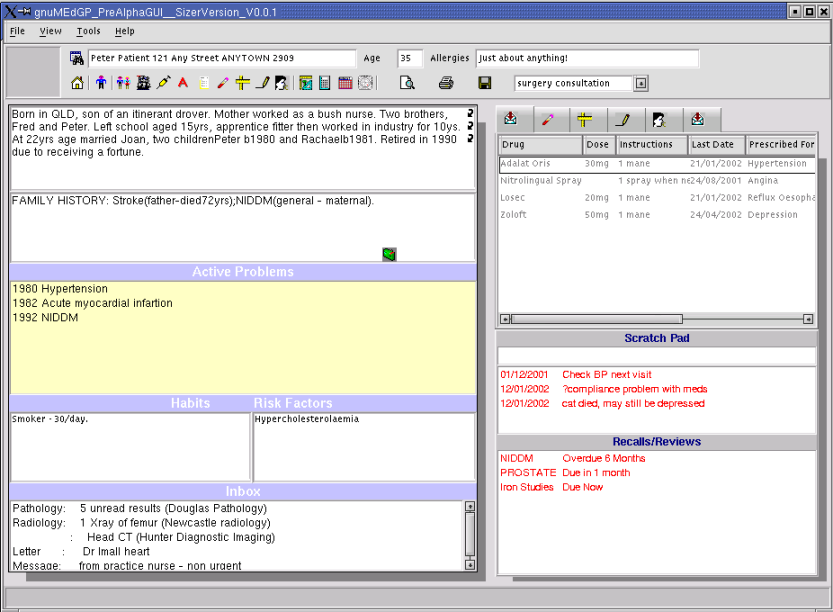 gnuMEdGP_PreAlphaGUI__SizerVersion_V0.0.1
File View Tools Help
Peter Patient 121 Any Street ANYTOWN 2909 Age 35 Allergies Just about anything!
surgery consultation
Born in QLD, son of an itinerant drover. Mother worked as a bush nurse. Two brothers,
Fred and Peter. Left school aged 15yrs, apprentice fitter then worked in industry for 10ys.
At 22yrs age married Joan, two childrenPeter b1980 and Rachaelb1981. Retired in 1990
due to receiving a fortune.
FAMILY HISTORY: Stroke(father-died72yrs);NIDDM(general - maternal).
Active Problems
1980 Hypertension
1982 Acute myocardial infartion
1992 NIDDM
Habits Risk Factors
Smoker - 30/day. Hypercholesterolaemia
Inbox
Pathology: 5 unread results (Douglas Pathology)
Radiology: 1 Xray of femur (Newcastle radiology)
: Head CT (Hunter Diagnostic Imaging)
Letter : Dr Imall heart
Message: from practice nurse - non urgent
Drug Dose Instructions Last Date Prescribed For
Adalat Oris 30mg 1 mane 21/01/2002 Hypertension
Nitrolingual Spray 1 spray when ne 24/08/2001 Angina
Losec 20mg 1 mane 21/01/2002 Reflux Oesopha
Zoloft 50mg 1 mane 24/04/2002 Depression
Scratch Pad
01/12/2001 Check BP next visit
12/01/2002 ?compliance problem with meds
12/01/2002 cat died, may still be depressed
Recalls/Reviews
NIDDM Overdue 6 Months
PROSTATE Due in 1 month
Iron Studies Due Now